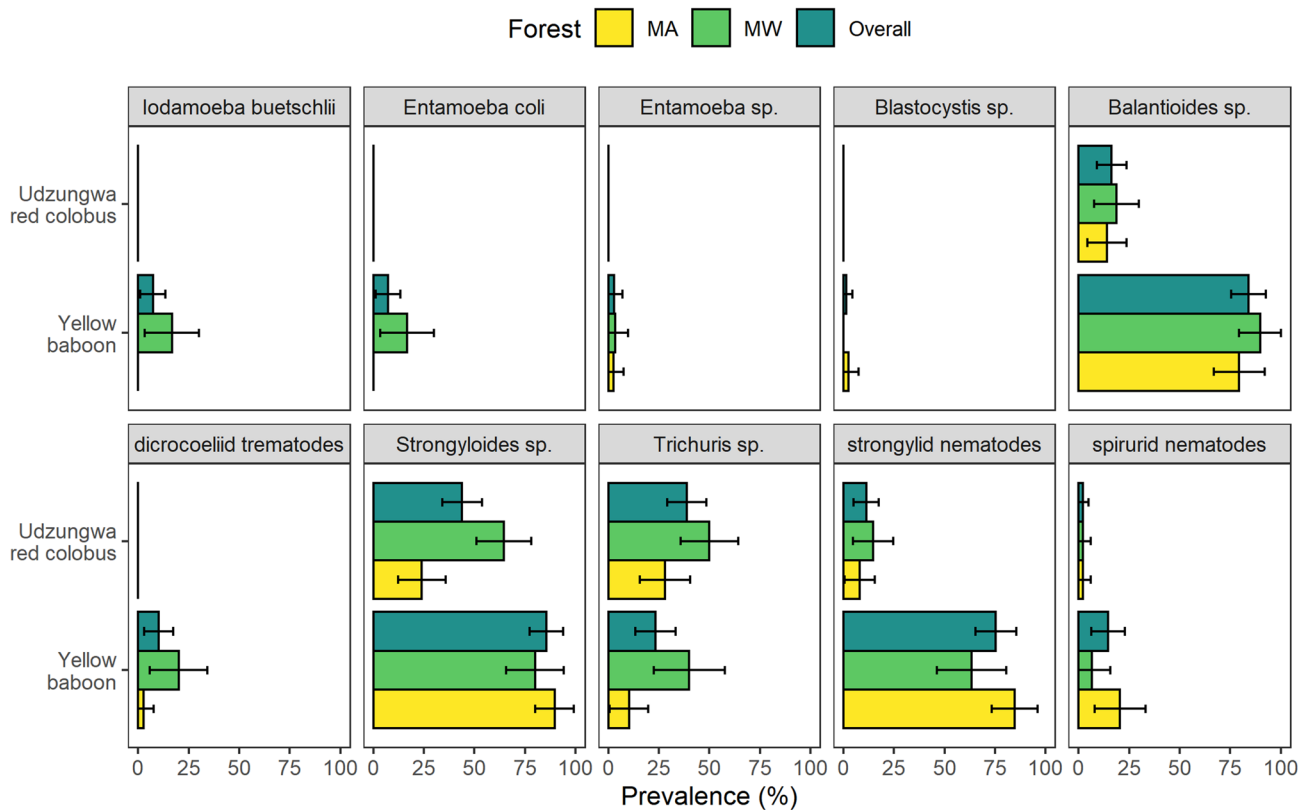 Forest MA MW Overall
Iodamoeba buetschlii Entamoeba coli Entamoeba sp. Blastocystis sp. Balantioides sp.
Udzungwa
red colobus
Yellow
baboon
dicrocoeliid trematodes Strongyloides sp. Trichuris sp. strongylid nematodes spirurid nematodes
Udzungwa
red colobus
Yellow
baboon
0 25 50 75 100 0 25 50 75 100 0 25 50 75 100 0 25 50 75 100 0 25 50 75 100
Prevalence (%)